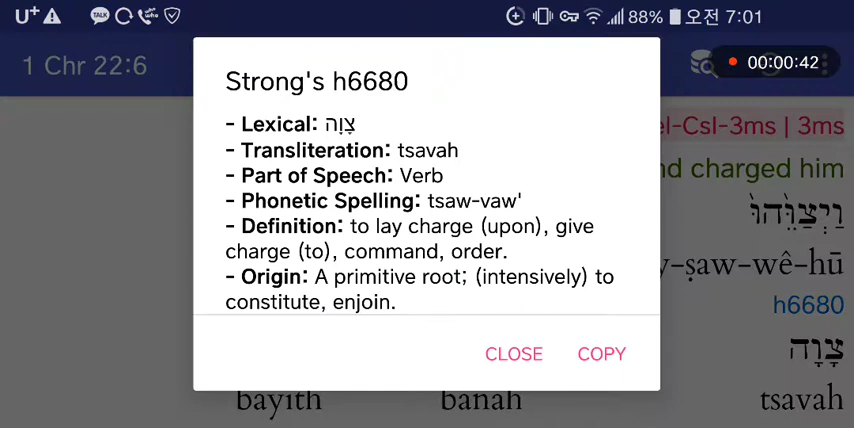 U+ TALK who 88% 오전 7:01
1 Chr 22:6
00:00:42
Strong's h6680
- Lexical: צָוָה
- Transliteration: tsavah
- Part of Speech: Verb
- Phonetic Spelling: tsaw-vaw'
- Definition: to lay charge (upon), give
charge (to), command, order.
- Origin: A primitive root; (intensively) to
constitute, enjoin.
CLOSE COPY
el-CsI-3ms | 3ms
nd charged him
וַיְצַוֵּ֕הוּ
y-ṣaw-wê-hū
h6680
צָוָה
bayith banah tsavah